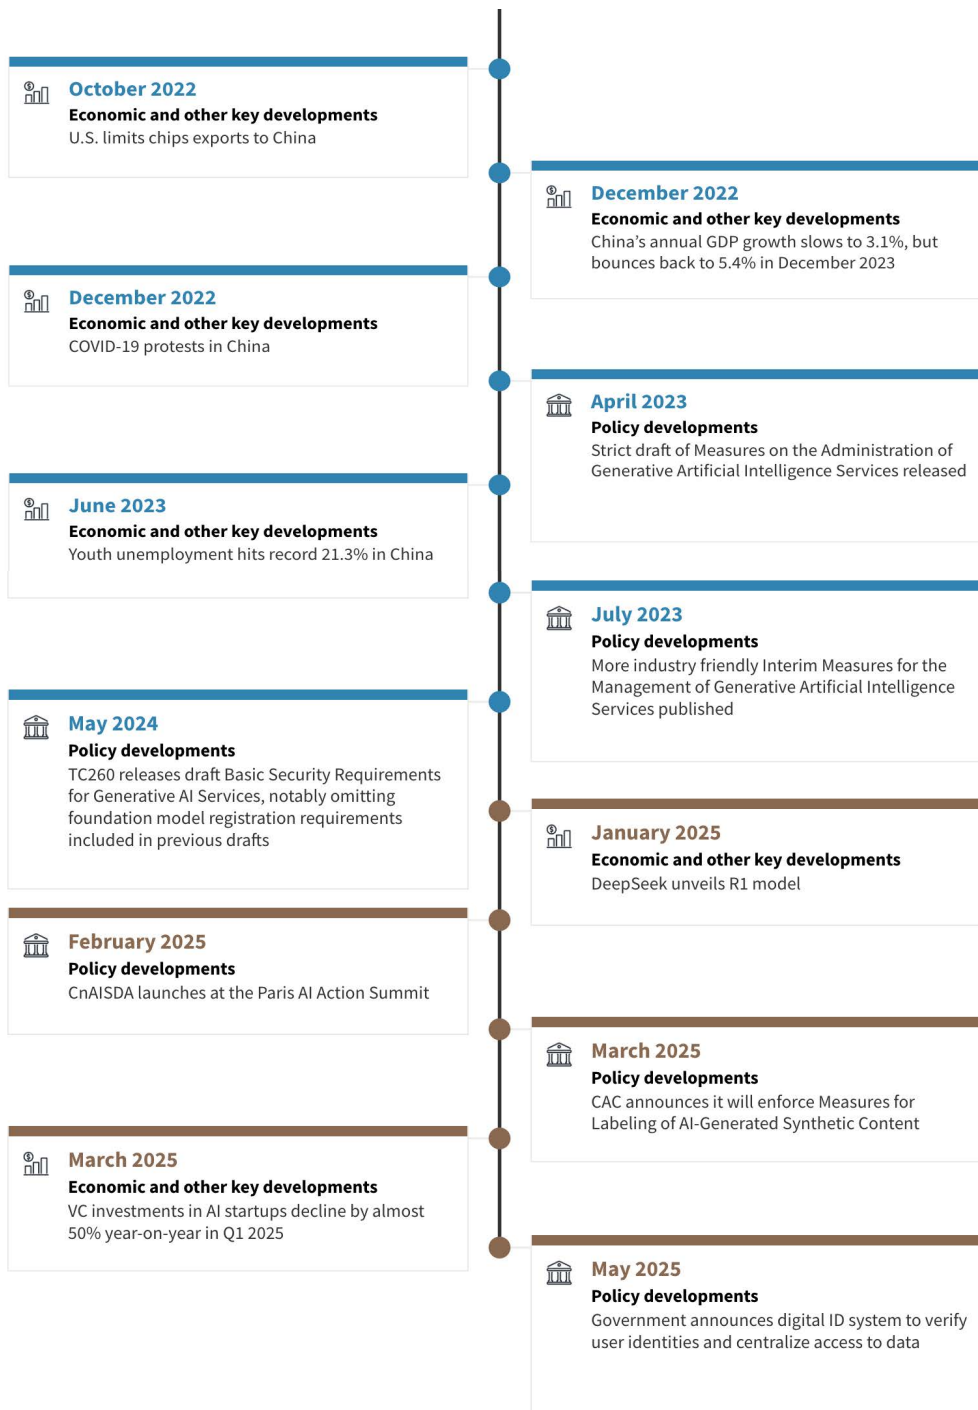 October 2022
Economic and other key developments
U.S. limits chips exports to China
December 2022
Economic and other key developments
China’s annual GDP growth slows to 3.1%, but
bounces back to 5.4% in December 2023
December 2022
Economic and other key developments
COVID-19 protests in China
April 2023
Policy developments
Strict draft of Measures on the Administration of
Generative Artificial Intelligence Services released
June 2023
Economic and other key developments
Youth unemployment hits record 21.3% in China
July 2023
Policy developments
More industry friendly Interim Measures for the
Management of Generative Artificial Intelligence
Services published
May 2024
Policy developments
TC260 releases draft Basic Security Requirements
for Generative AI Services, notably omitting
foundation model registration requirements
included in previous drafts
January 2025
Economic and other key developments
DeepSeek unveils R1 model
February 2025
Policy developments
CnAISDA launches at the Paris AI Action Summit
March 2025
Policy developments
CAC announces it will enforce Measures for
Labeling of AI-Generated Synthetic Content
March 2025
Economic and other key developments
VC investments in AI startups decline by almost
50% year-on-year in Q1 2025
May 2025
Policy developments
Government announces digital ID system to verify
user identities and centralize access to data